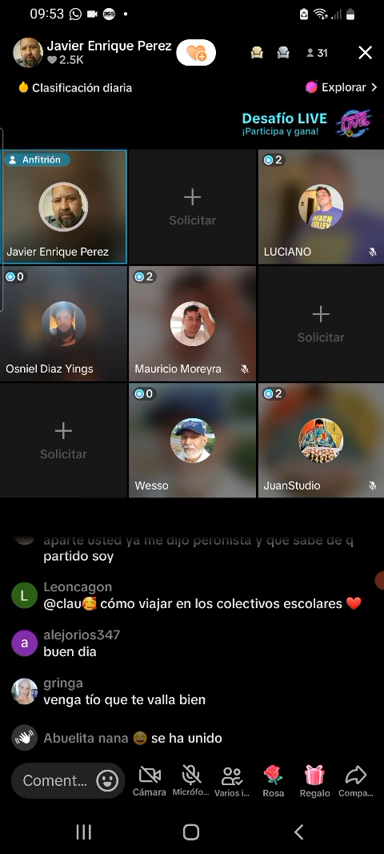 09:53
Javier Enrique Perez
2.5K
31
Clasificación diaria
Explorar
Desafío LIVE
¡Participa y gana!
LIVE
Anfitrión
Javier Enrique Perez
Solicitar
2
LUCIANO
0
Osniel Diaz Yings
2
Mauricio Moreyra
Solicitar
Solicitar
0
Wesso
2
JuanStudio
aparte usted ya me dijo peronista y que sabe de q
partido soy
L
Leoncagon
@clau🥰 cómo viajar en los colectivos escolares ❤️
a
alejorios347
buen dia
gringa
venga tío que te valla bien
Abuelita nana 😄 se ha unido
Coment...
Cámara
Micrófo...
Varios i...
Rosa
Regalo
Compa...